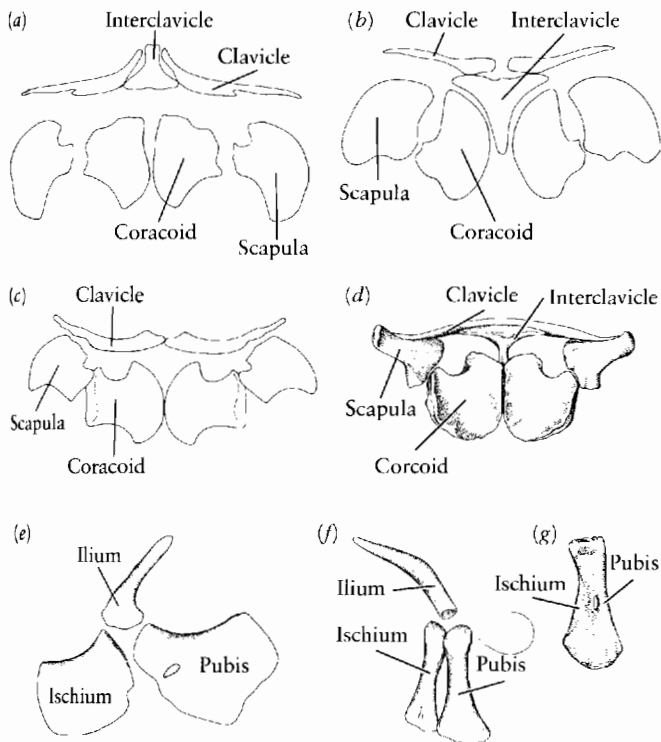 (a)
Interclavicle
Clavicle
Coracoid
Scapula
(b)
Clavicle
Interclavicle
Scapula
Coracoid
(c)
Clavicle
Scapula
Coracoid
(d)
Clavicle
Interclavicle
Scapula
Corcoid
(e)
Ilium
Ischium
Pubis
(f)
Ilium
Ischium
Pubis
(g)
Ischium
Pubis